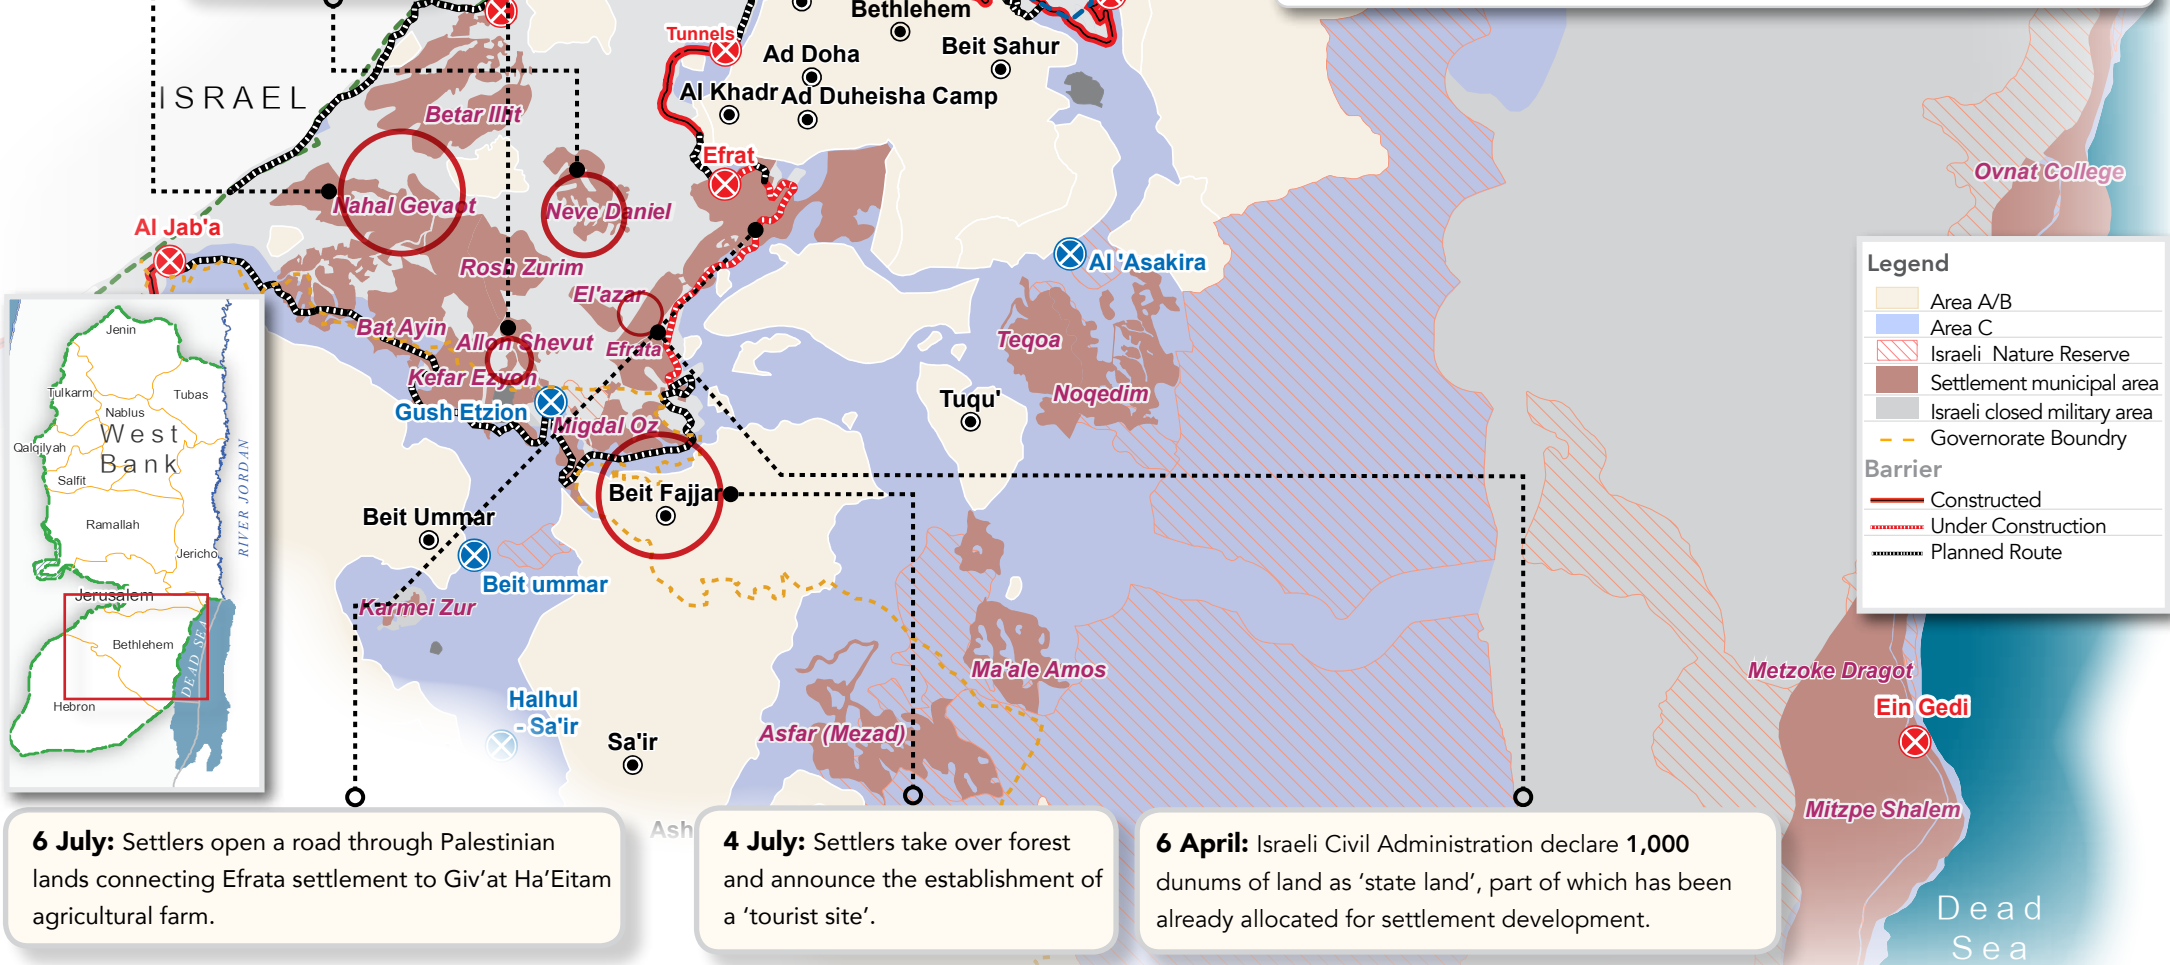 Bethlehem
Tunnels
Ad Doha
Beit Sahur
ISRAEL
Al Khadr
Ad Duheisha Camp
Betar Illit
Efrat
Ovnat College
Nahal Gevaot
Neve Daniel
Al Jab'a
Rosh Zurim
Al 'Asakira
El'azar
Bat Ayin
Allon Shevut
Efrata
Teqoa
Kefar Ezyon
Noqedim
Gush Etzion
Tuqu'
Migdal Oz
Beit Fajjar
Beit Ummar
Beit ummar
Karmei Zur
Ma'ale Amos
Metzoke Dragot
Halhul
- Sa'ir
Ein Gedi
Asfar (Mezad)
Sa'ir
Mitzpe Shalem
Ash
Dead
Sea
Legend
Area A/B
Area C
Israeli Nature Reserve
Settlement municipal area
Israeli closed military area
Governorate Boundry
Barrier
Constructed
Under Construction
Planned Route
Jenin
Tulkarm
Tubas
Nablus
West
Bank
Qalqilyah
Salfit
RIVER JORDAN
Ramallah
Jericho
Jerusalem
Bethlehem
DEAD SEA
Hebron
6 July: Settlers open a road through Palestinian
lands connecting Efrata settlement to Giv’at Ha’Eitam
agricultural farm.
4 July: Settlers take over forest
and announce the establishment of
a ‘tourist site’.
6 April: Israeli Civil Administration declare 1,000
dunums of land as ‘state land’, part of which has been
already allocated for settlement development.